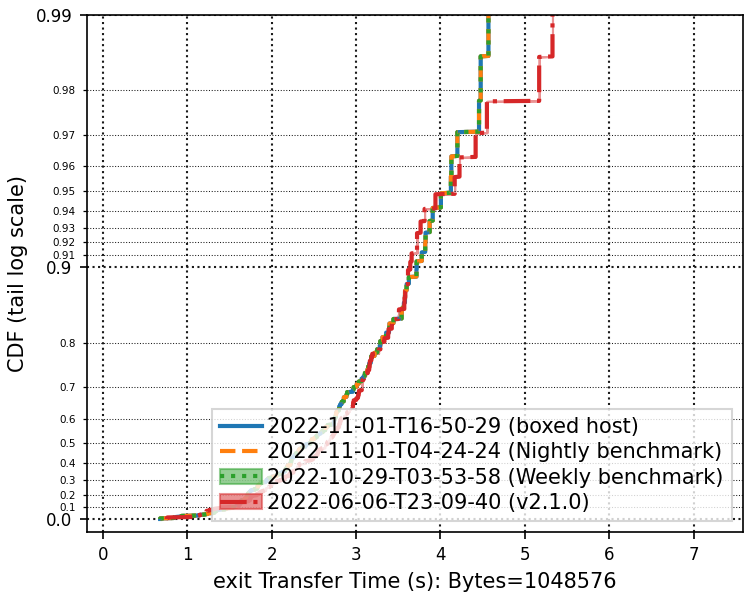 CDF (tail log scale)
0.99
0.98
0.97
0.96
0.95
0.94
0.93
0.92
0.91
0.9
0.8
0.7
0.6
0.5
0.4
0.3
0.2
0.1
0.0
2022-11-01-T16-50-29 (boxed host)
2022-11-01-T04-24-24 (Nightly benchmark)
2022-10-29-T03-53-58 (Weekly benchmark)
2022-06-06-T23-09-40 (v2.1.0)
0 1 2 3 4 5 6 7
exit Transfer Time (s): Bytes=1048576